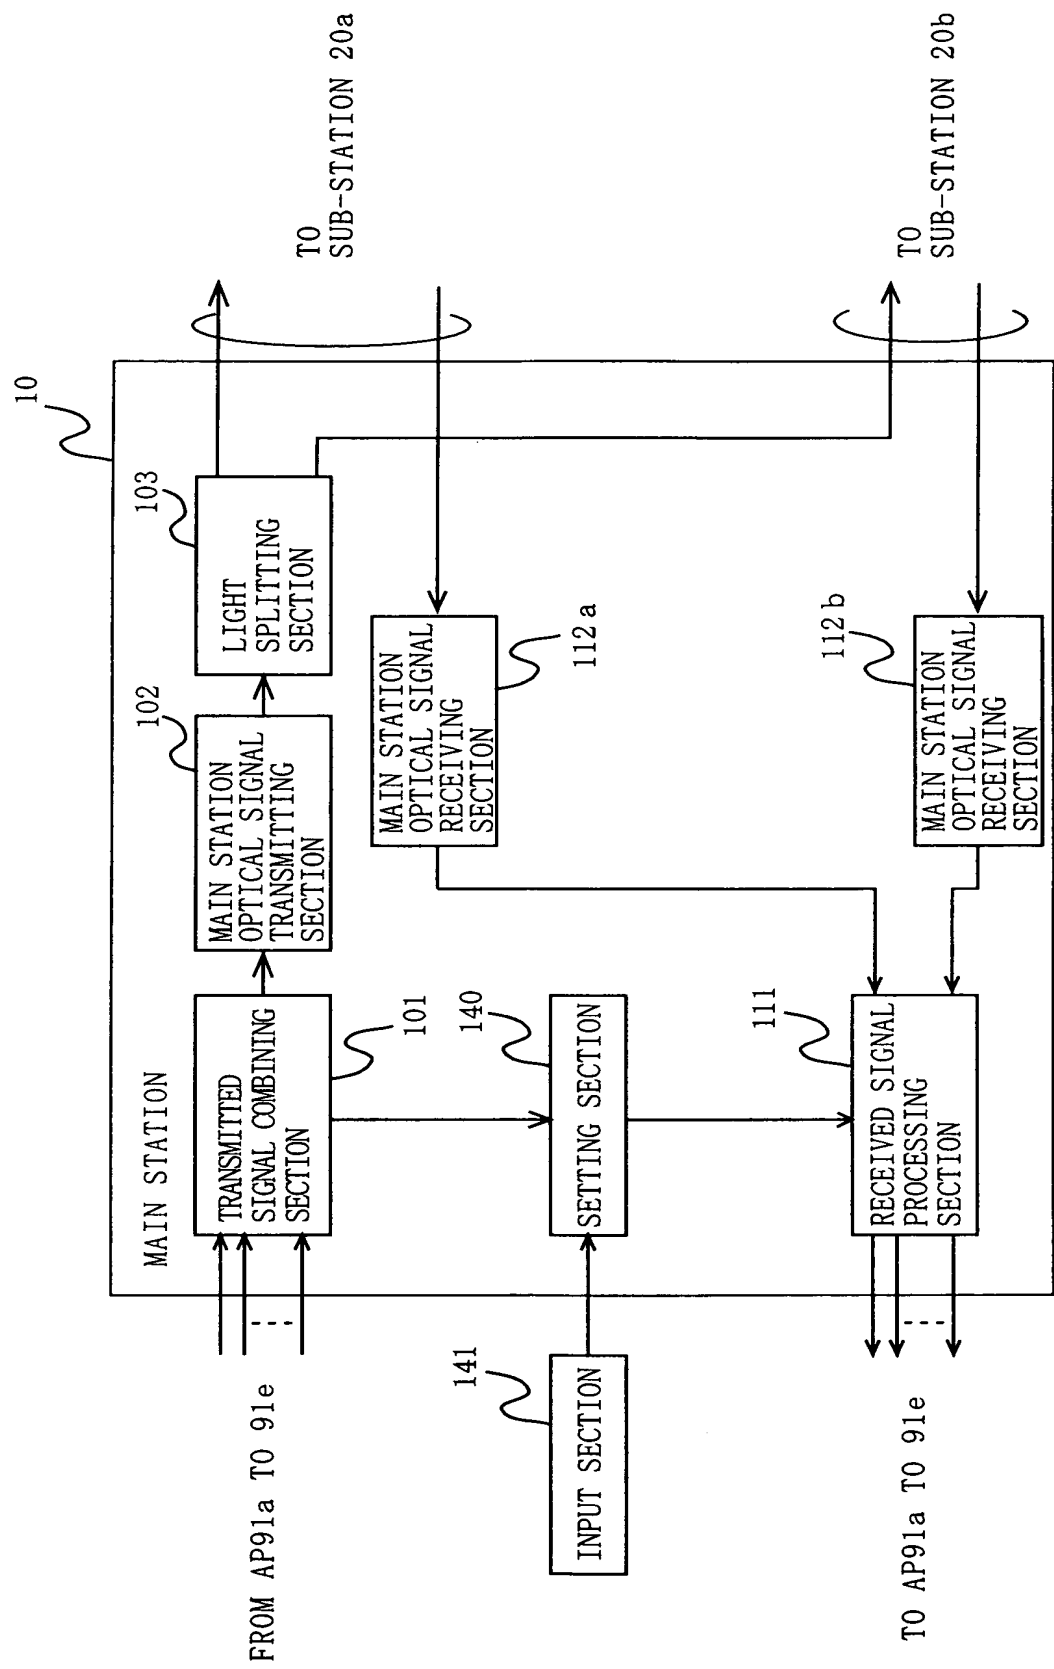 10
MAIN STATION
FROM AP91a TO 91e
TRANSMITTED
SIGNAL COMBINING
SECTION
101
102
MAIN STATION
OPTICAL SIGNAL
TRANSMITTING
SECTION
103
LIGHT
SPLITTING
SECTION
TO
SUB-STATION 20a
MAIN STATION
OPTICAL SIGNAL
RECEIVING
SECTION
112a
141
INPUT SECTION
140
SETTING SECTION
TO AP91a TO 91e
111
RECEIVED SIGNAL
PROCESSING
SECTION
112b
MAIN STATION
OPTICAL SIGNAL
RECEIVING
SECTION
TO
SUB-STATION 20b